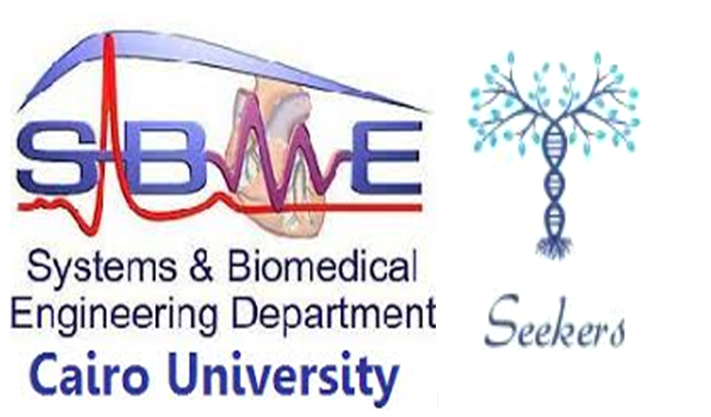 SBME
Systems & Biomedical
Engineering Department
Cairo University
Seekers